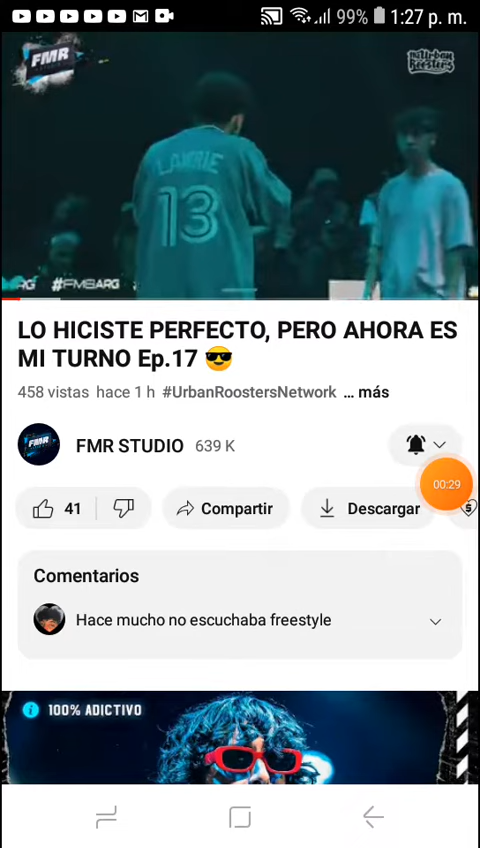 99% 1:27 p. m.
FMR
Urban
Roosters
LAWRIE
13
#FMSARG
LO HICISTE PERFECTO, PERO AHORA ES
MI TURNO Ep.17 😎
458 vistas hace 1 h #UrbanRoostersNetwork ... más
FMR
FMR STUDIO 639 K
00:29
41 Compartir Descargar
Comentarios
Hace mucho no escuchaba freestyle
100% ADICTIVO